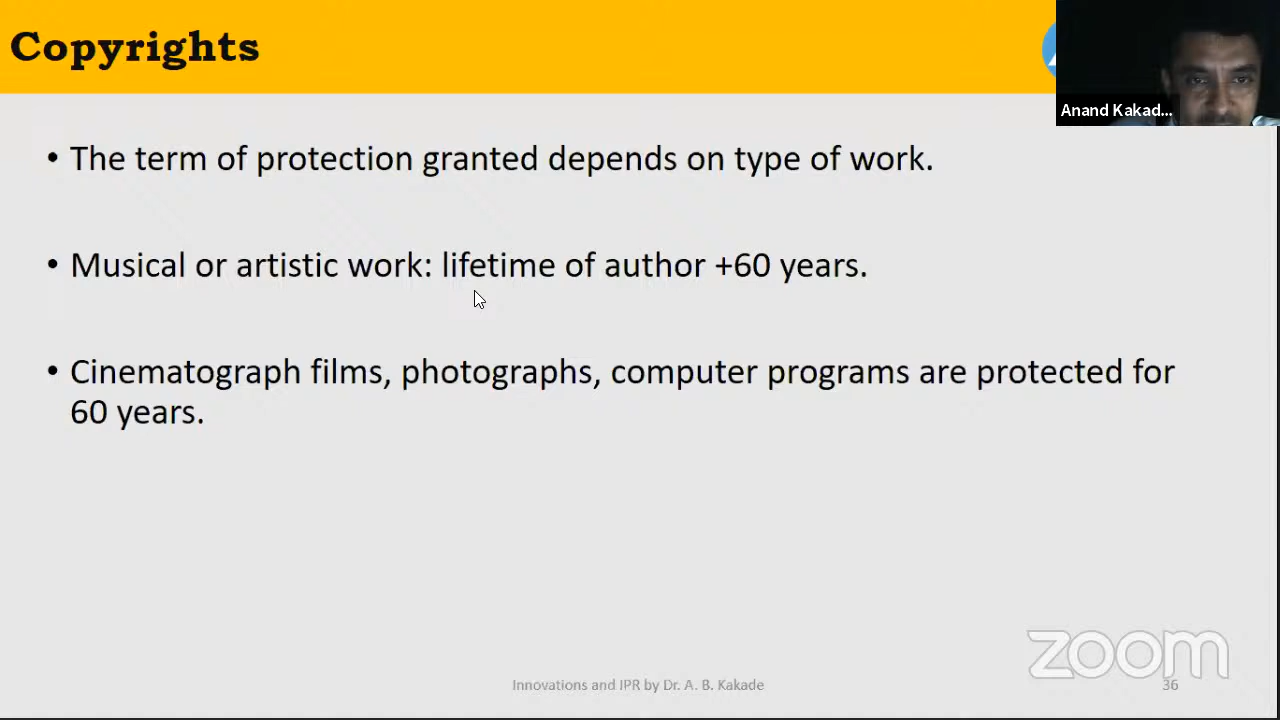 Copyrights
Anand Kakad...
• The term of protection granted depends on type of work.
• Musical or artistic work: lifetime of author +60 years.
• Cinematograph films, photographs, computer programs are protected for
60 years.
zoom
Innovations and IPR by Dr. A. B. Kakade
36